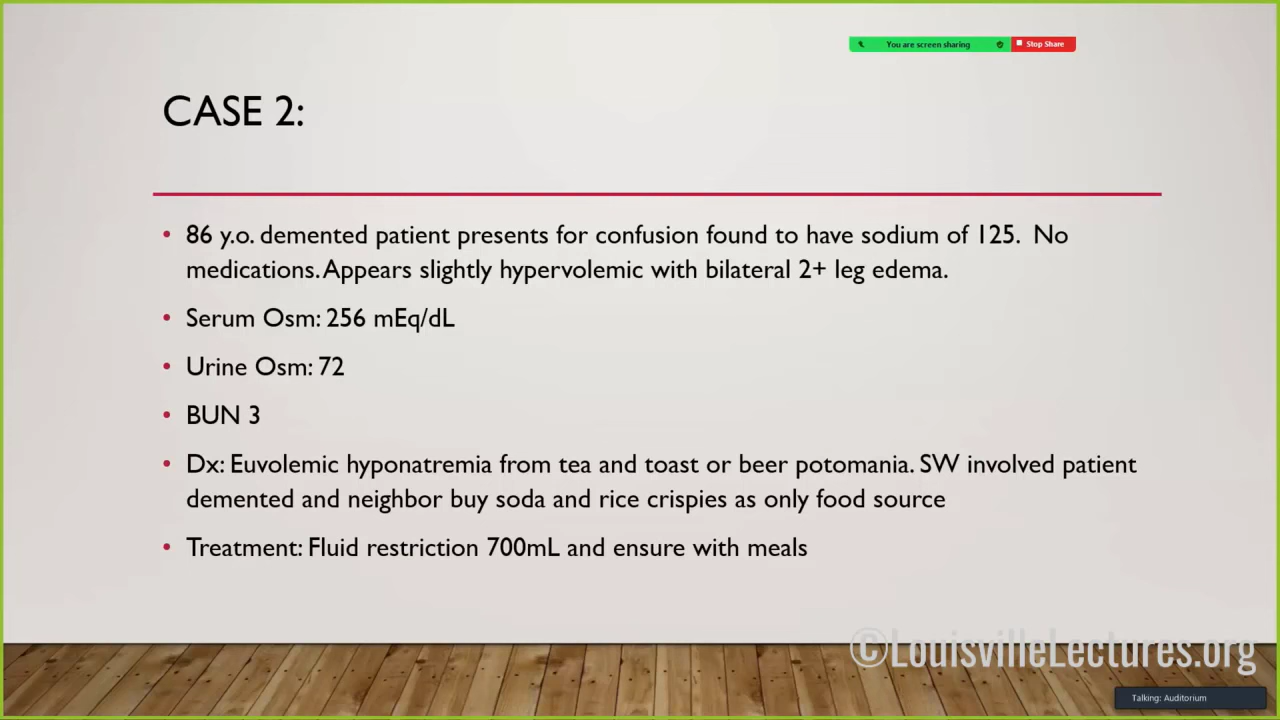 You are screen sharing
Stop Share
CASE 2:
• 86 y.o. demented patient presents for confusion found to have sodium of 125.  No
medications. Appears slightly hypervolemic with bilateral 2+ leg edema.
• Serum Osm: 256 mEq/dL
• Urine Osm: 72
• BUN 3
• Dx: Euvolemic hyponatremia from tea and toast or beer potomania. SW involved patient
demented and neighbor buy soda and rice crispies as only food source
• Treatment: Fluid restriction 700mL and ensure with meals
©LouisvilleLectures.org
Talking: Auditorium